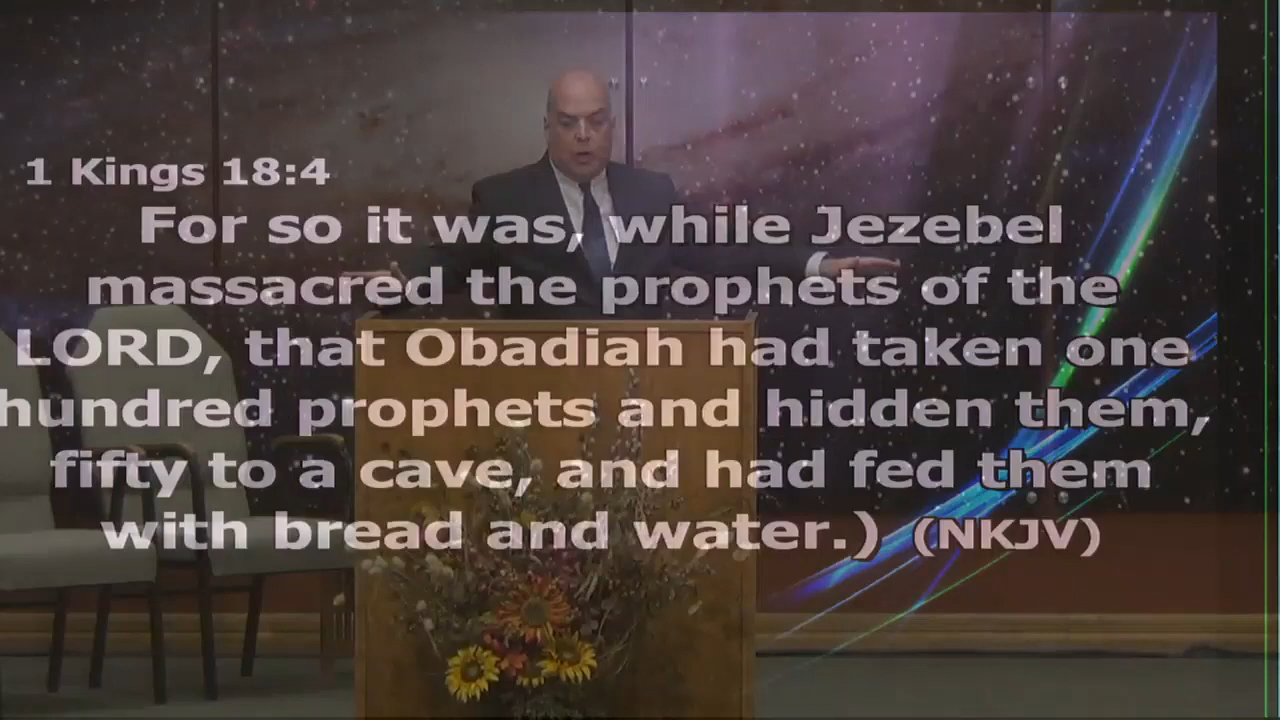 1 Kings 18:4
For so it was, while Jezebel
massacred the prophets of the
LORD, that Obadiah had taken one
hundred prophets and hidden them,
fifty to a cave, and had fed them
with bread and water.) (NKJV)